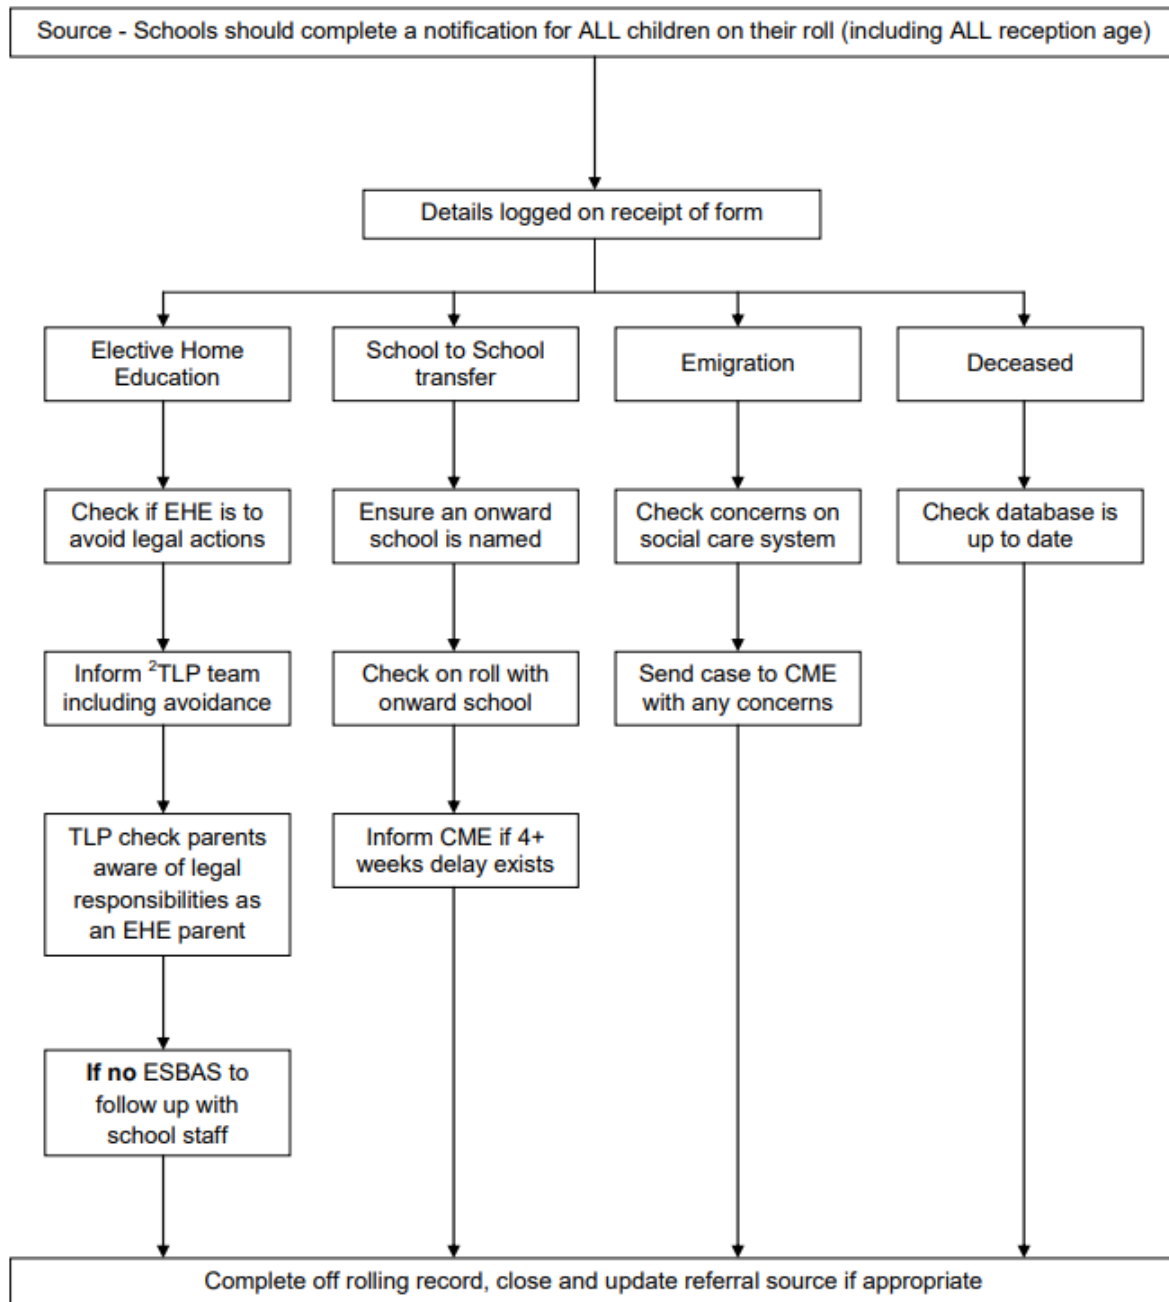 Source - Schools should complete a notification for ALL children on their roll (including ALL reception age)
Details logged on receipt of form
Elective Home
Education
School to School
transfer
Emigration
Deceased
Check if EHE is to
avoid legal actions
Ensure an onward
school is named
Check concerns on
social care system
Check database is
up to date
Inform ²TLP team
including avoidance
Check on roll with
onward school
Send case to CME
with any concerns
TLP check parents
aware of legal
responsibilities as
an EHE parent
Inform CME if 4+
weeks delay exists
If no ESBAS to
follow up with
school staff
Complete off rolling record, close and update referral source if appropriate